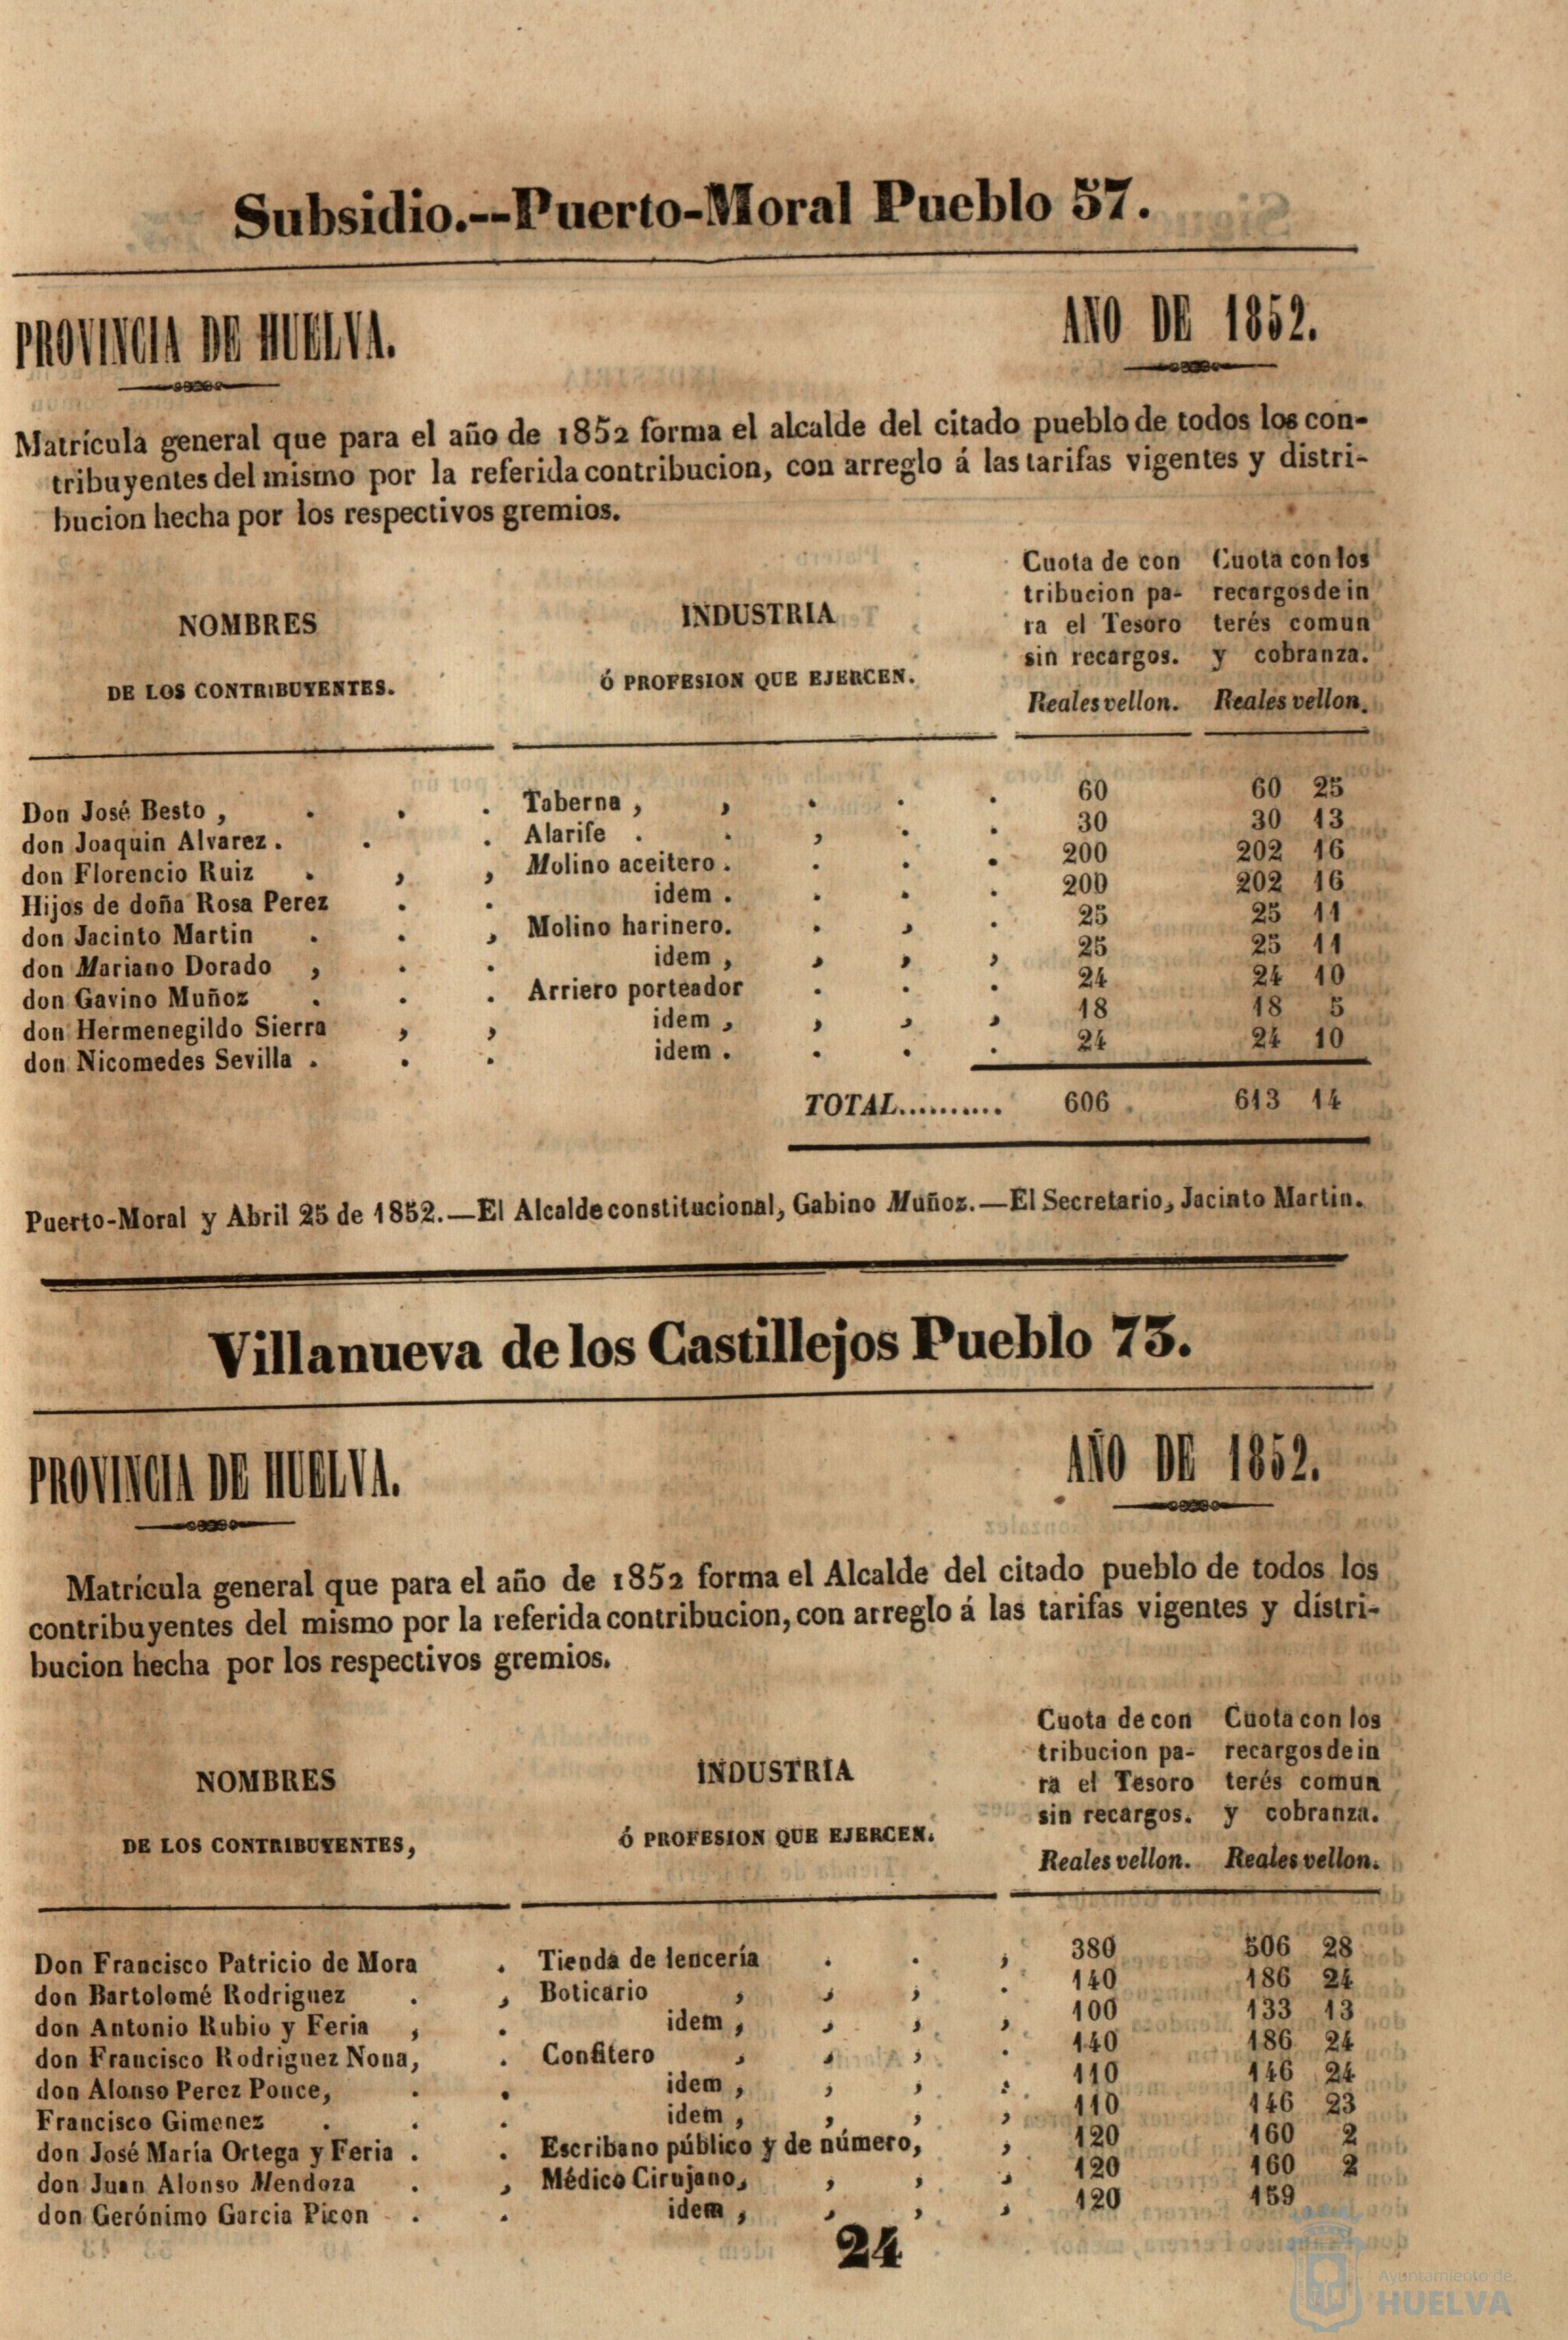 Subsidio.--Puerto-Moral Pueblo 57.
PROVINCIA DE HUELVA.
AÑO DE 1852.
Matrícula general que para el año de 1852 forma el alcalde del citado pueblo de todos los con-
tribuyentes del mismo por la referida contribucion, con arreglo á las tarifas vigentes y distri-
bucion hecha por los respectivos gremios.
NOMBRES
DE LOS CONTRIBUYENTES.
INDUSTRIA
Ó PROFESION QUE EJERCEN.
Cuota de con
tribucion pa-
ra el Tesoro
sin recargos.
Reales vellon.
Cuota con los
recargos de in
terés comun
y cobranza.
Reales vellon.
Don José Besto , . . . Taberna , , . . . 60 60 25
don Joaquin Alvarez . . . Alarife . . , . . 30 30 13
don Florencio Ruiz . , , Molino aceitero . . . . 200 202 16
Hijos de doña Rosa Perez . . idem . . . . 200 202 16
don Jacinto Martin . . , Molino harinero. . , . 25 25 11
don Mariano Dorado , . . idem , , , , 25 25 11
don Gavino Muñoz . . . Arriero porteador . . . 24 24 10
don Hermenegildo Sierra , , idem , , , , 18 18 5
don Nicomedes Sevilla . . . idem . . . . 24 24 10
TOTAL.......... 606 613 14
Puerto-Moral y Abril 25 de 1852.—El Alcalde constitucional, Gabino Muñoz.—El Secretario, Jacinto Martin.
Villanueva de los Castillejos Pueblo 73.
PROVINCIA DE HUELVA.
AÑO DE 1852.
Matrícula general que para el año de 1852 forma el Alcalde del citado pueblo de todos los
contribuyentes del mismo por la referida contribucion, con arreglo á las tarifas vigentes y distri-
bucion hecha por los respectivos gremios.
NOMBRES
DE LOS CONTRIBUYENTES,
INDUSTRIA
Ó PROFESION QUE EJERCEN.
Cuota de con
tribucion pa-
ra el Tesoro
sin recargos.
Reales vellon.
Cuota con los
recargos de in
terés comun
y cobranza.
Reales vellon.
Don Francisco Patricio de Mora . Tienda de lencería . . , 380 506 28
don Bartolomé Rodriguez . , Boticario , , , . 140 186 24
don Antonio Rubio y Feria , . idem , , , , 100 133 13
don Francisco Rodriguez Noua, . Confitero , , , . 140 186 24
don Alonso Perez Ponce, . . idem , , , . 110 146 24
Francisco Gimenez . . . idem , , , , 110 146 23
don José María Ortega y Feria . . Escribano público y de número, , 120 160 2
don Juan Alonso Mendoza . , Médico Cirujano, , , , 120 160 2
don Gerónimo Garcia Picon . . idem , , , , 120 159
24
Ayuntamiento de
HUELVA